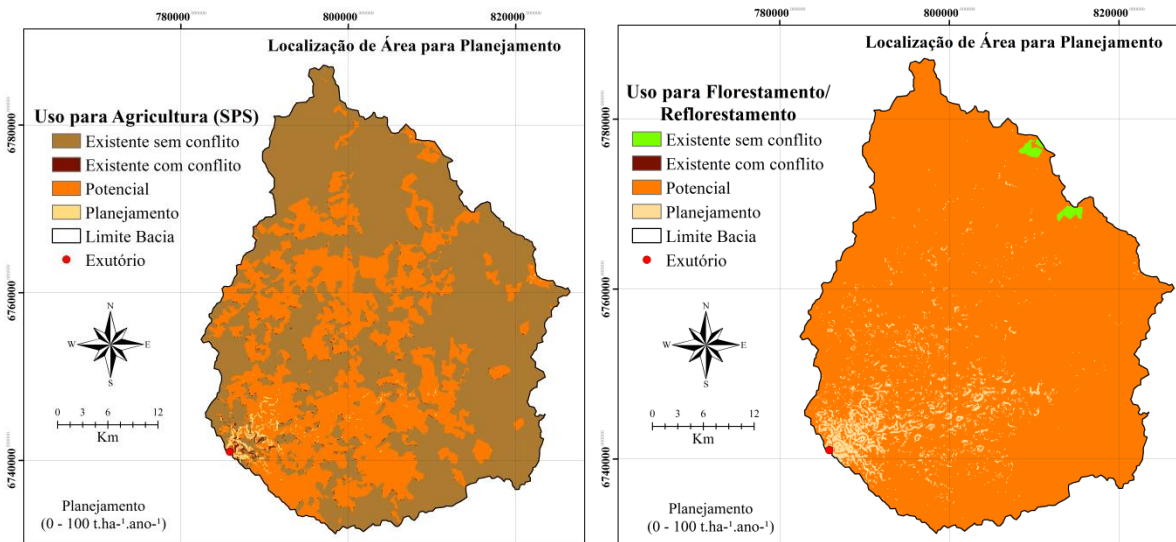 780000
800000
820000
Localização de Área para Planejamento
Uso para Agricultura (SPS)
Existente sem conflito
Existente com conflito
Potencial
Planejamento
Limite Bacia
Exutório
6780000
6760000
6740000
N
W
E
S
0
3
6
12
Km
Planejamento
(0 - 100 t.ha-¹.ano-¹)
780000
800000
820000
Localização de Área para Planejamento
Uso para Florestamento/
Reflorestamento
Existente sem conflito
Existente com conflito
Potencial
Planejamento
Limite Bacia
Exutório
6780000
6760000
6740000
N
W
E
S
0
3
6
12
Km
Planejamento
(0 - 100 t.ha-¹.ano-¹)